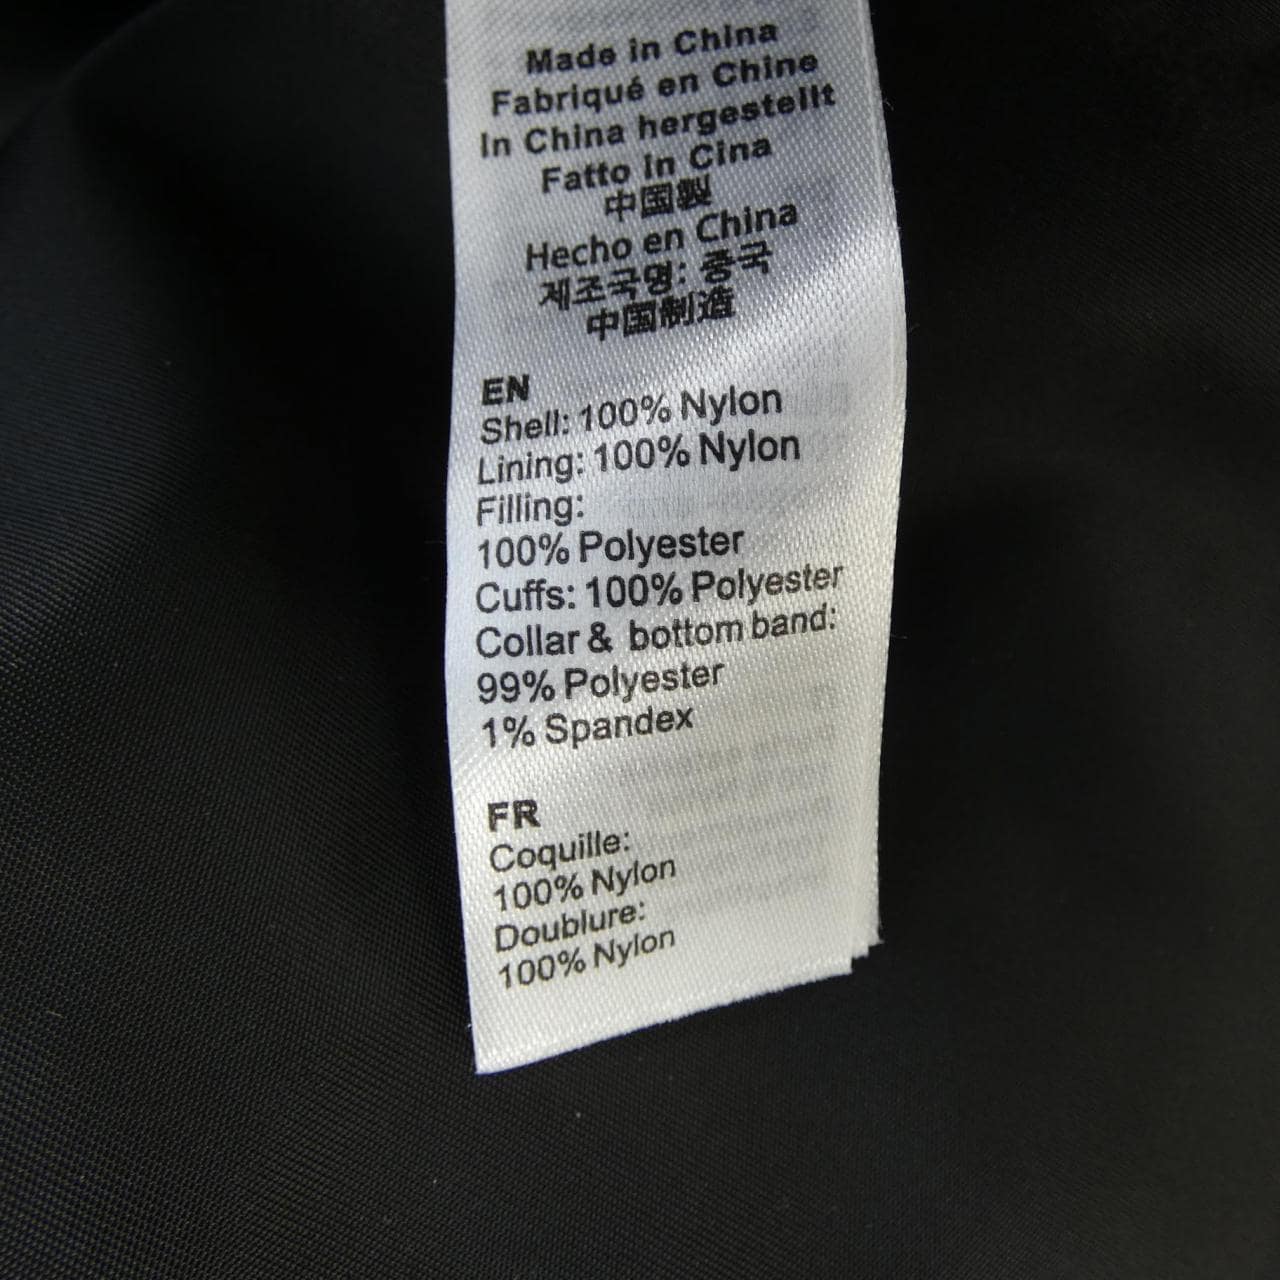 Made in China
Fabriqué en Chine
In China hergestellt
Fatto In Cina
中国製
Hecho en China
제조국명: 중국
中国制造
EN
Shell: 100% Nylon
Lining: 100% Nylon
Filling:
100% Polyester
Cuffs: 100% Polyester
Collar & bottom band:
99% Polyester
1% Spandex
FR
Coquille:
100% Nylon
Doublure:
100% Nylon